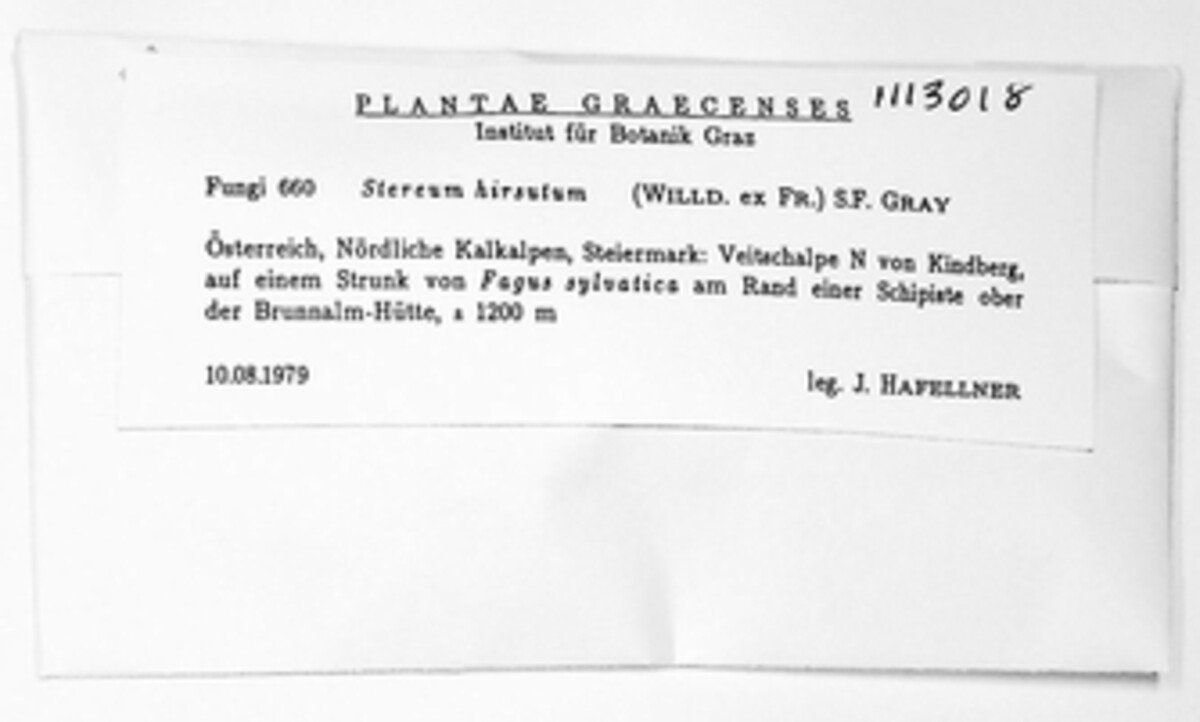 PLANTAE GRAECENSES 1113018
Institut für Botanik Graz
Fungi 660 Stereum hirsutum (WILLD. ex FR.) S.F. GRAY
Österreich, Nördliche Kalkalpen, Steiermark: Veitschalpe N von Kindberg,
auf einem Strunk von Fagus sylvatica am Rand einer Schipiste ober
der Brunnalm-Hütte, s 1200 m
10.08.1979 leg. J. HAFELLNER